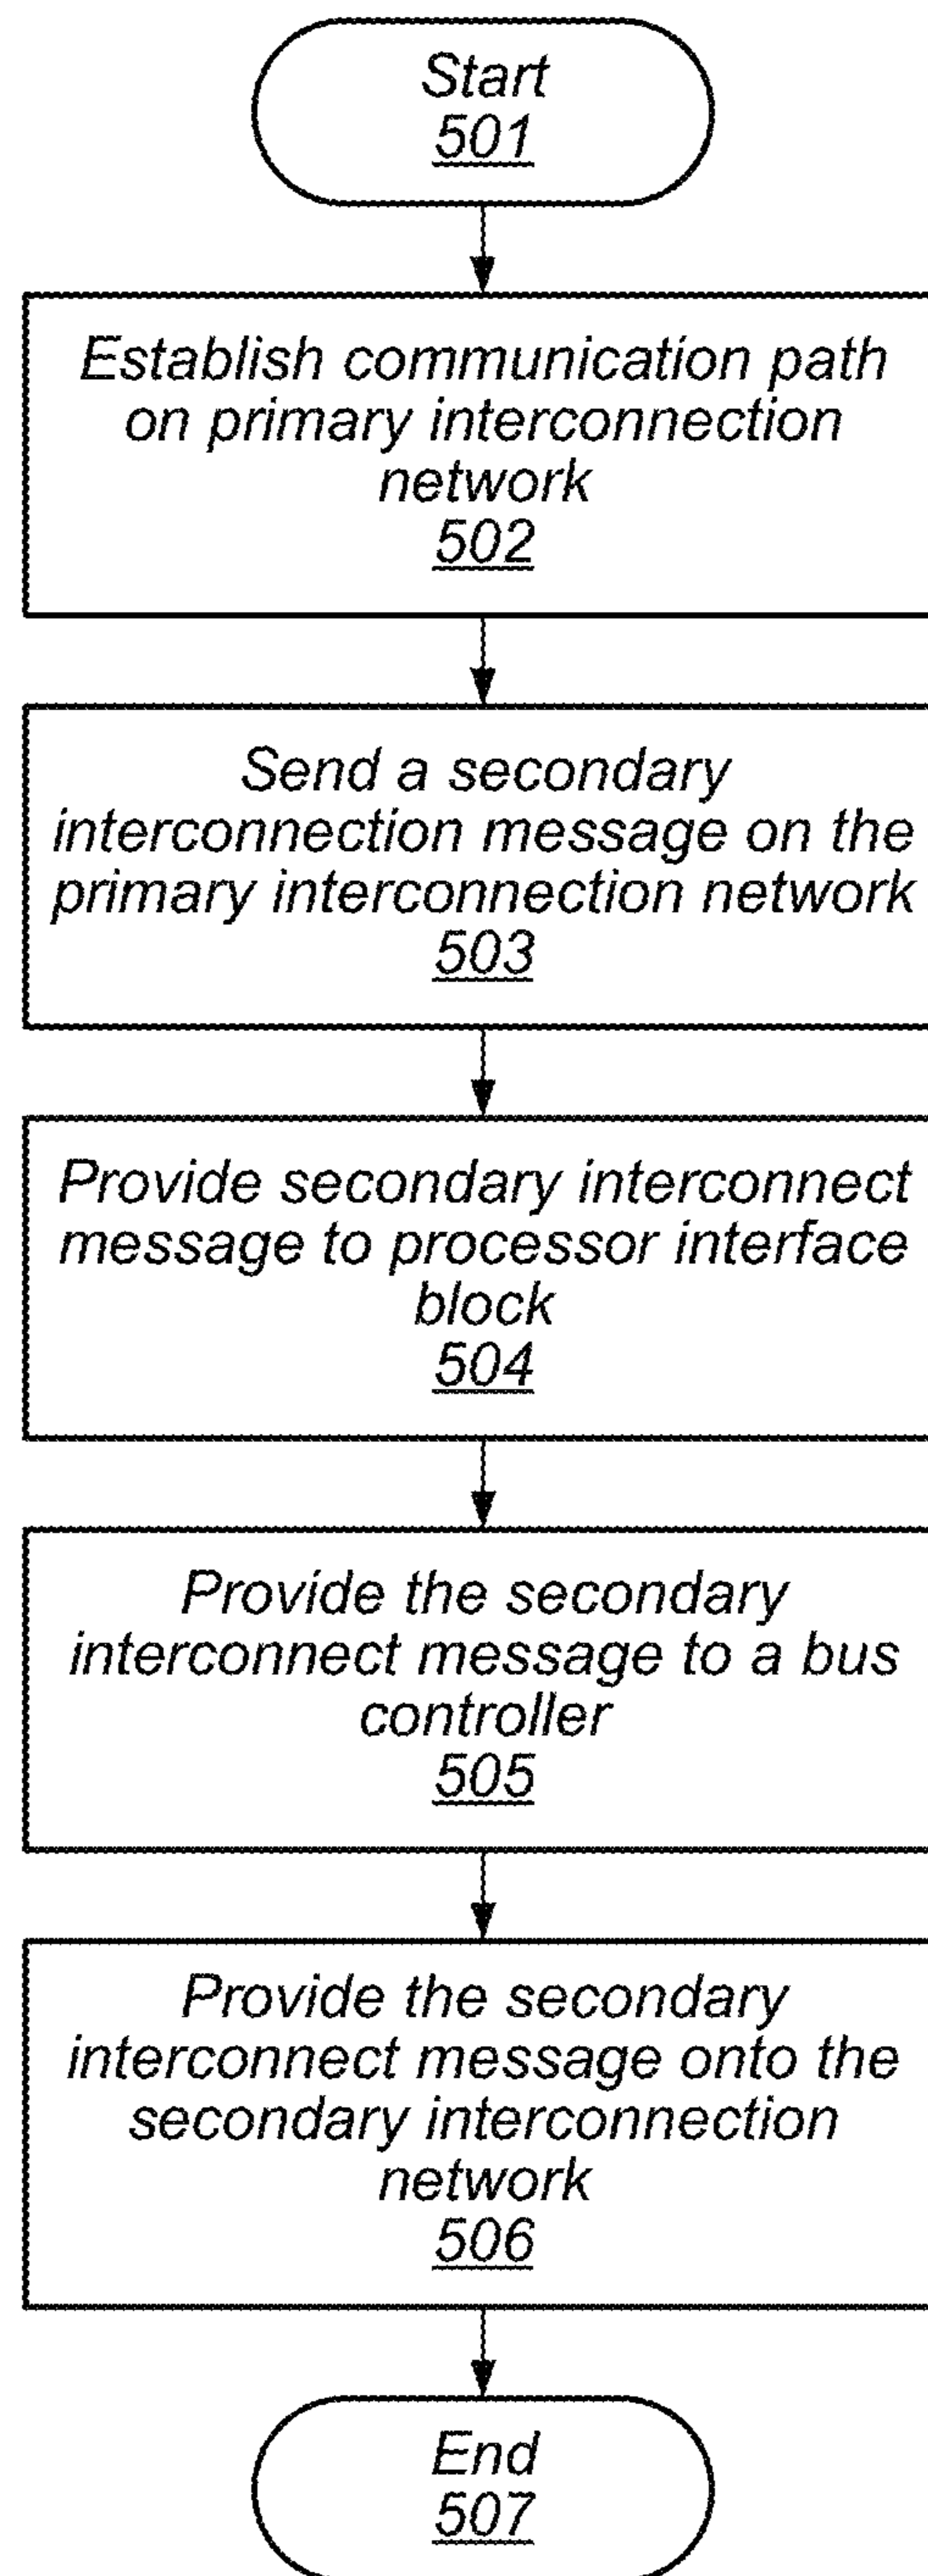 Start
501
Establish communication path
on primary interconnection
network
502
Send a secondary
interconnection message on the
primary interconnection network
503
Provide secondary interconnect
message to processor interface
block
504
Provide the secondary
interconnect message to a bus
controller
505
Provide the secondary
interconnect message onto the
secondary interconnection
network
506
End
507